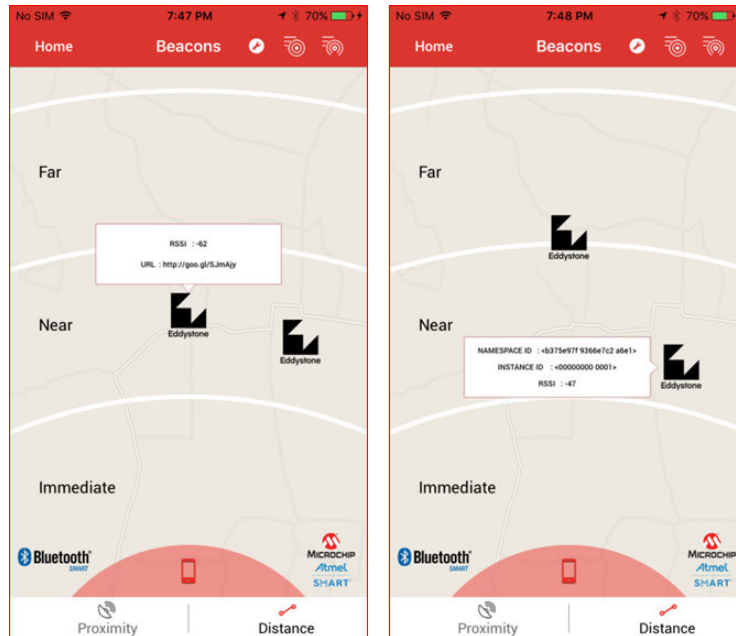 No SIM 7:47 PM 70%
Home Beacons
Far
RSSI : -62
URL : http://goo.gl/SJmAjy
Near
Eddystone
Eddystone
Immediate
Bluetooth®
SMART
MICROCHIP
Atmel
SMART
Proximity Distance
No SIM 7:48 PM 70%
Home Beacons
Far
Eddystone
Near
NAMESPACE ID : <b375e97f 9366e7c2 a6e1>
INSTANCE ID : <00000000 0001>
RSSI : -47
Eddystone
Immediate
Bluetooth®
SMART
MICROCHIP
Atmel
SMART
Proximity Distance